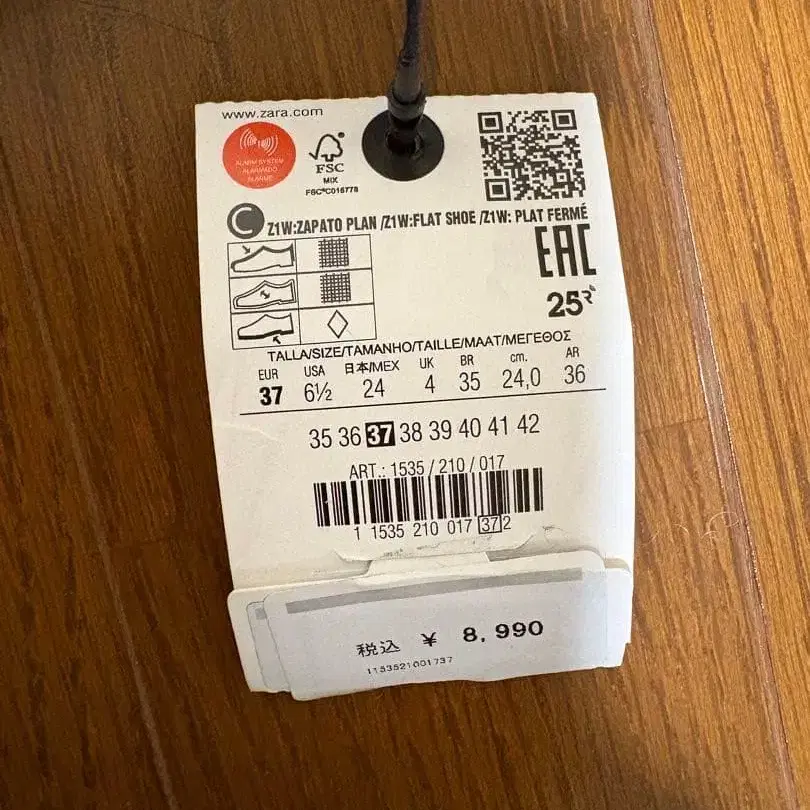 www.zara.com
ALARM SYSTEM
ALARMADO
ALARME
FSC
MIX
FSC® C016778
C Z1W:ZAPATO PLAN /Z1W:FLAT SHOE /Z1W: PLAT FERMÉ
EAC
25
TALLA/SIZE/TAMANHO/TAILLE/MAAT/ΜΕΓΕΘΟΣ
EUR USA 日本/MEX UK BR cm. AR
37 6½ 24 4 35 24,0 36
35 36 37 38 39 40 41 42
ART.: 1535 / 210 / 017
1 1535 210 017 37 2
税込 ¥ 8,990
1153521001737